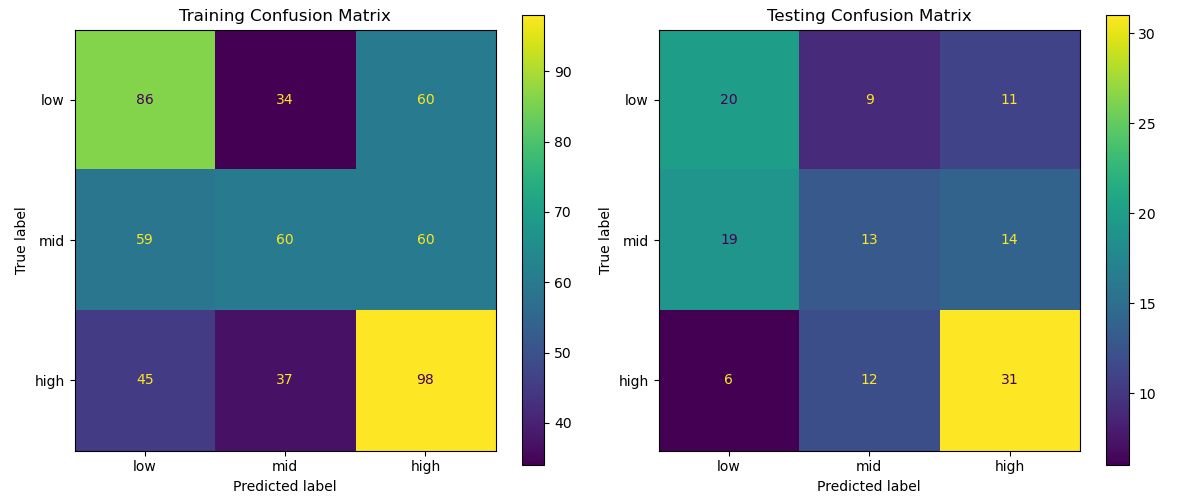 Training Confusion Matrix
True label
low 86 34 60
mid 59 60 60
high 45 37 98
low mid high
Predicted label
90
80
70
60
50
40
Testing Confusion Matrix
True label
low 20 9 11
mid 19 13 14
high 6 12 31
low mid high
Predicted label
30
25
20
15
10